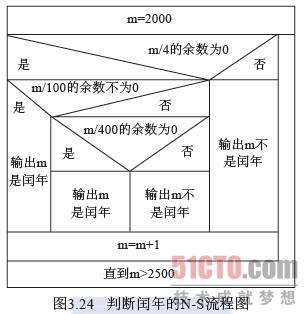 m=2000
m/4的余数为0
是
否
m/100的余数不为0
是
否
m/400的余数为0
是
否
输出m
是闰年
输出m
是闰年
输出m不
是闰年
输出m不
是闰年
m=m+1
直到m>2500
51CTO.com
技术成就梦想
图3.24 判断闰年的N-S流程图